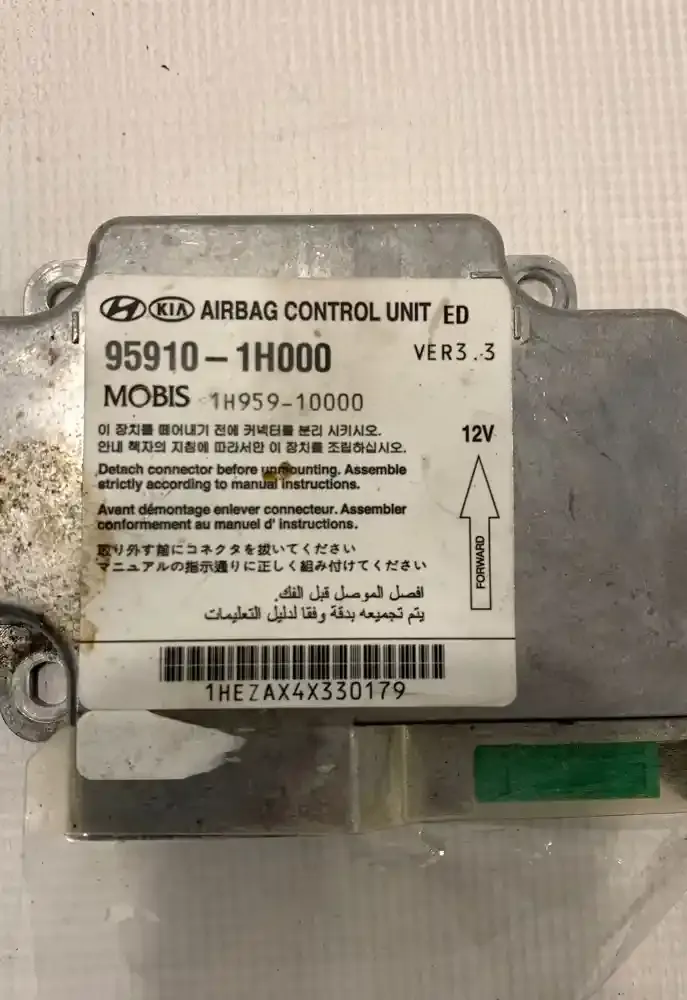 KIA AIRBAG CONTROL UNIT ED
95910-1H000 VER3.3
MOBIS 1H959-10000
이 장치를 떼어내기 전에 커넥터를 분리 시키시오.
안내 책자의 지침에 따라서만 이 장치를 조립하십시오.
12V
Detach connector before unmounting. Assemble
strictly according to manual instructions.
Avant démontage enlever connecteur. Assembler
conformement au manuel d' instructions.
FORWARD
取り外す前にコネクタを抜いてください
マニュアルの指示通りに正しく組み付けてください
افصل الموصل قبل الفك.
يتم تجميعه بدقة وفقا لدليل التعليمات
1HEZAX4X330179